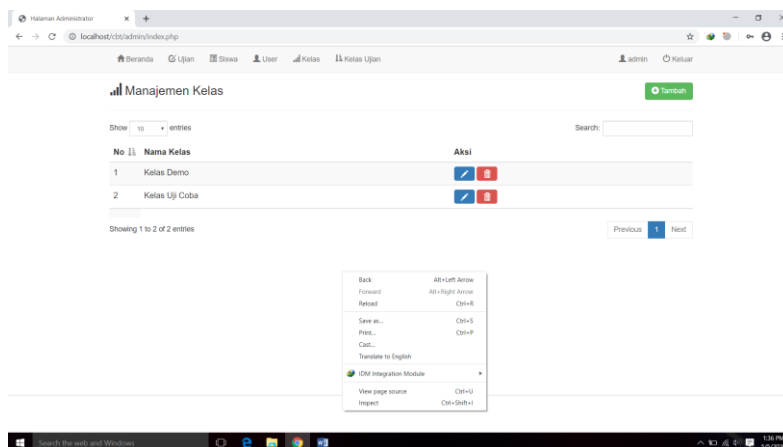 Halaman Administrator
localhost/cbt/admin/index.php
Beranda Ujian Siswa User Kelas Kelas Ujian admin Keluar
Manajemen Kelas Tambah
Show 10 entries Search:
No Nama Kelas Aksi
1 Kelas Demo
2 Kelas Uji Coba
Showing 1 to 2 of 2 entries Previous 1 Next
Back Alt+Left Arrow
Forward Alt+Right Arrow
Reload Ctrl+R
Save as... Ctrl+S
Print... Ctrl+P
Cast...
Translate to English
IDM Integration Module
View page source Ctrl+U
Inspect Ctrl+Shift+I
Search the web and Windows 1:36 PM